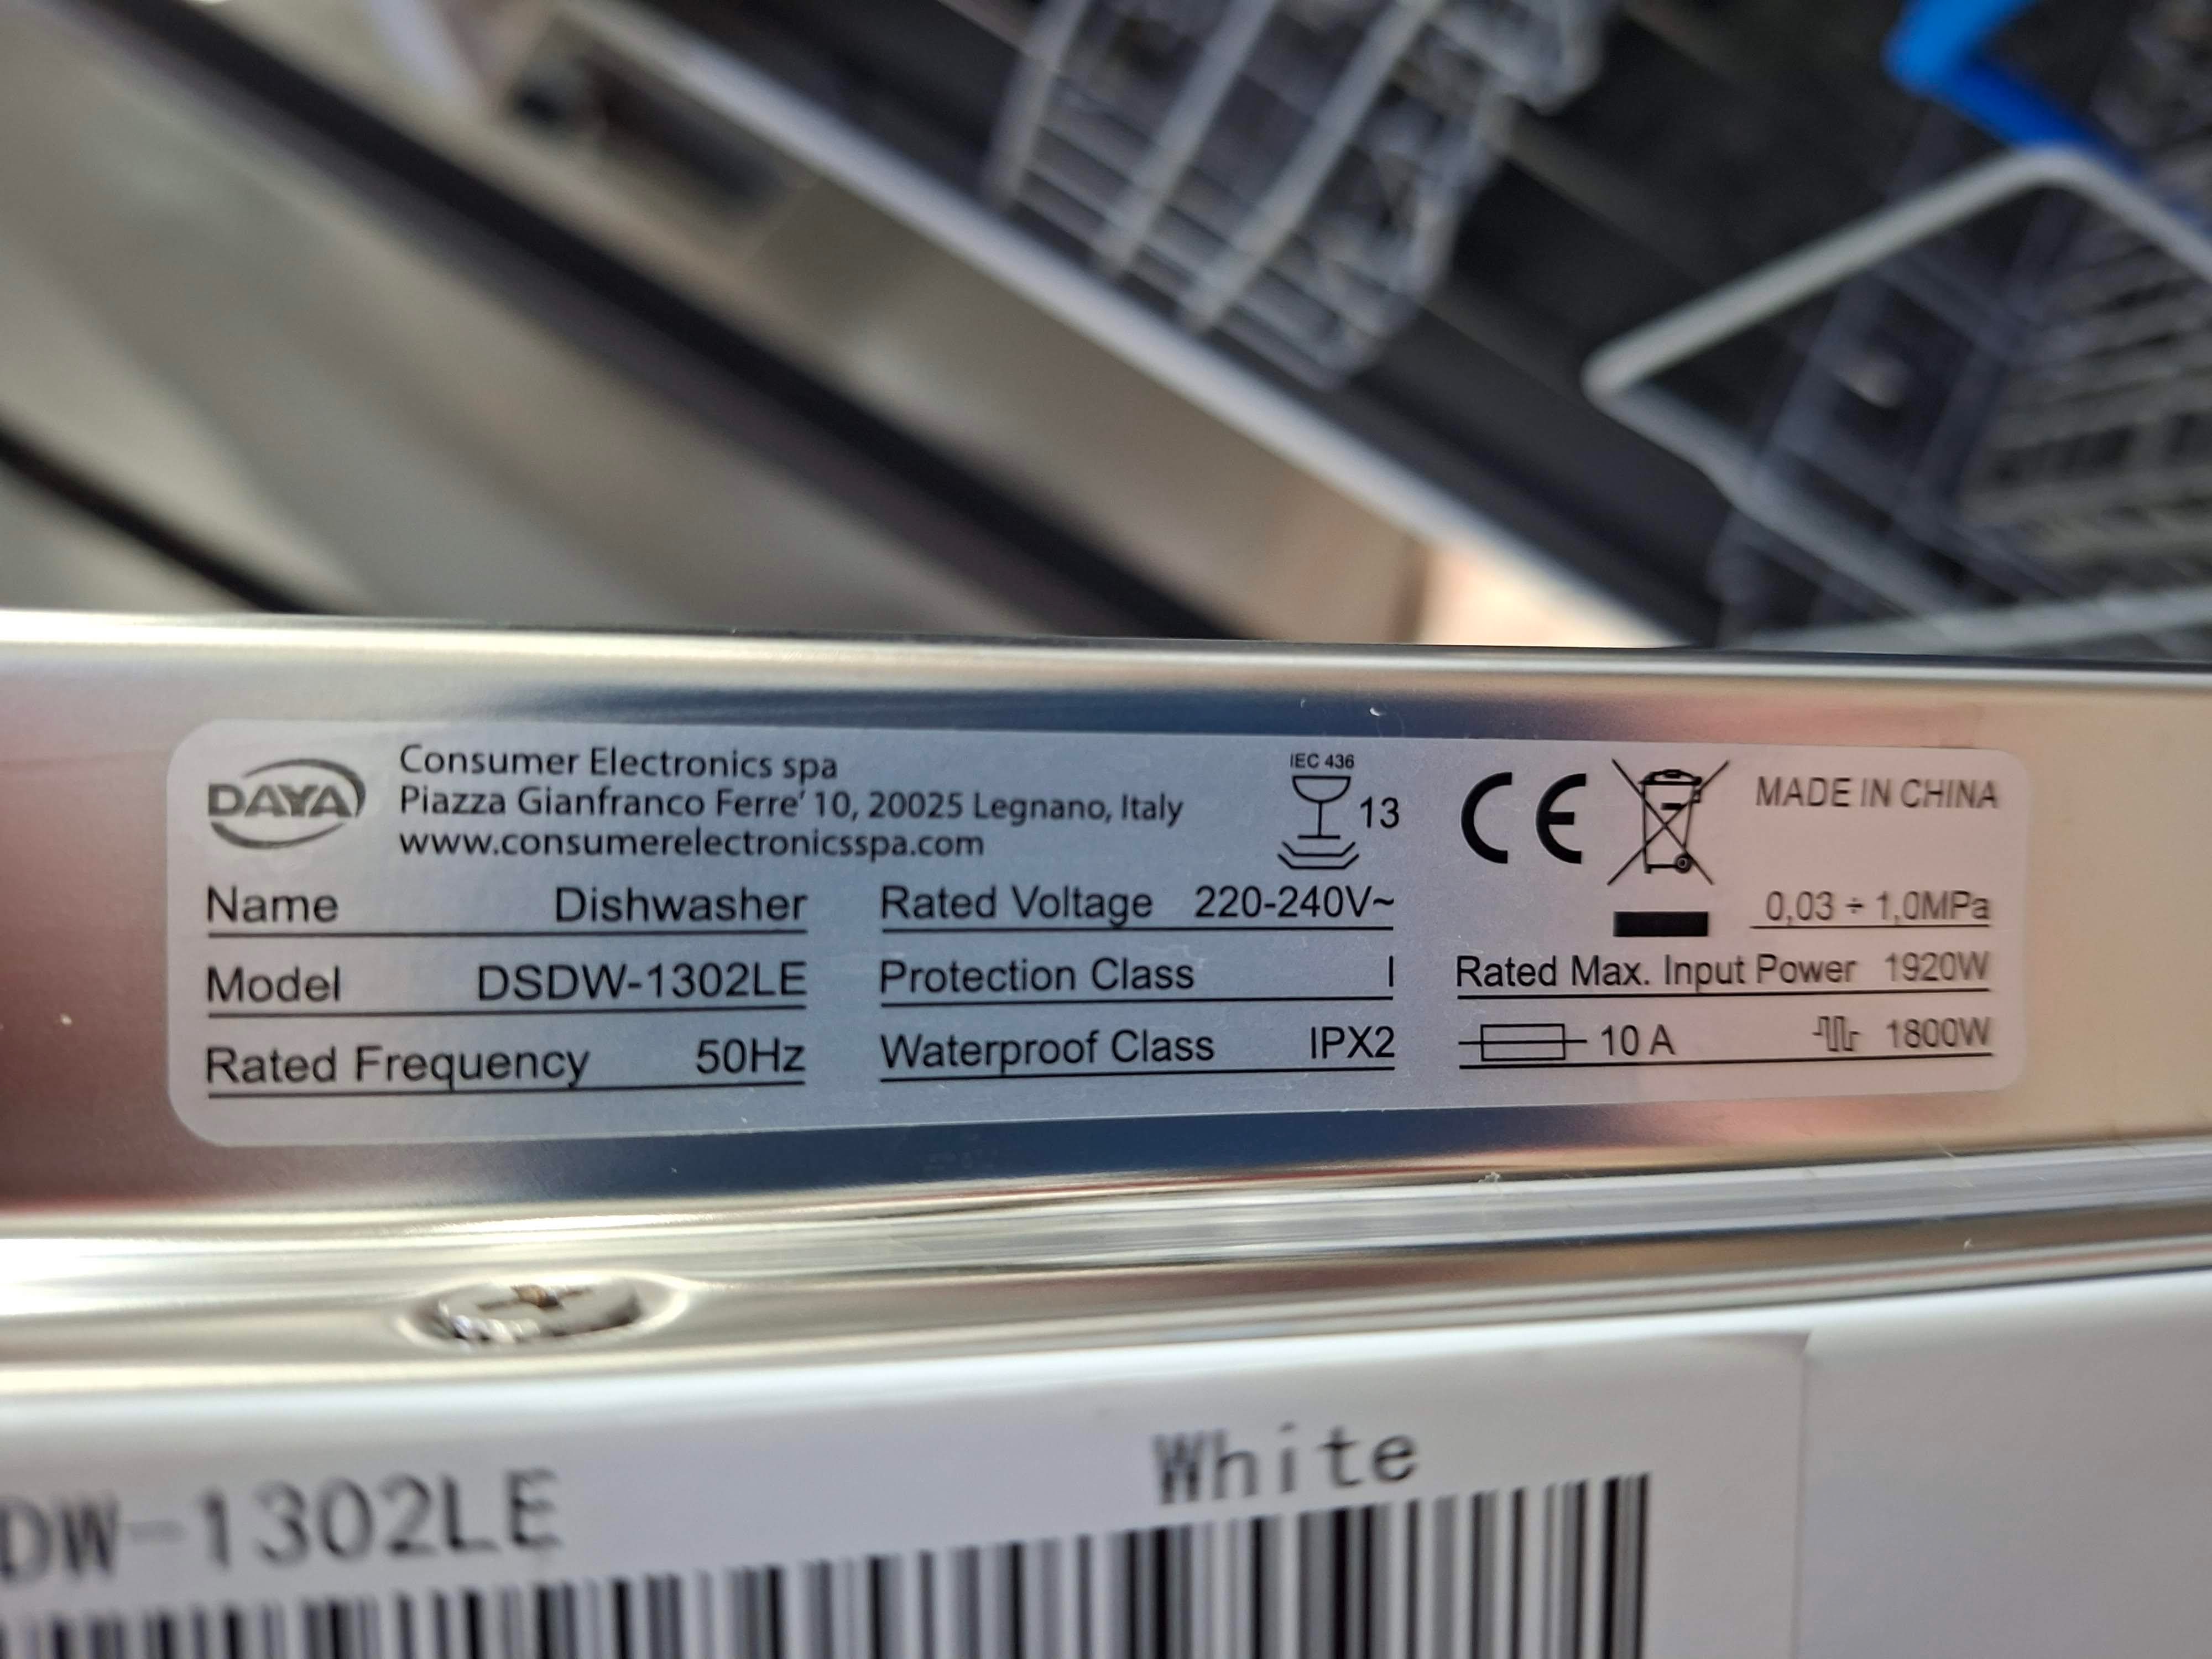 DAYA
Consumer Electronics spa
Piazza Gianfranco Ferre' 10, 20025 Legnano, Italy
www.consumerelectronicsspa.com
IEC 436
13
CE
MADE IN CHINA
Name Dishwasher
Rated Voltage 220-240V~
0,03 ÷ 1,0MPa
Model DSDW-1302LE
Protection Class I
Rated Max. Input Power 1920W
Rated Frequency 50Hz
Waterproof Class IPX2
10 A 1800W
White
DW-1302LE